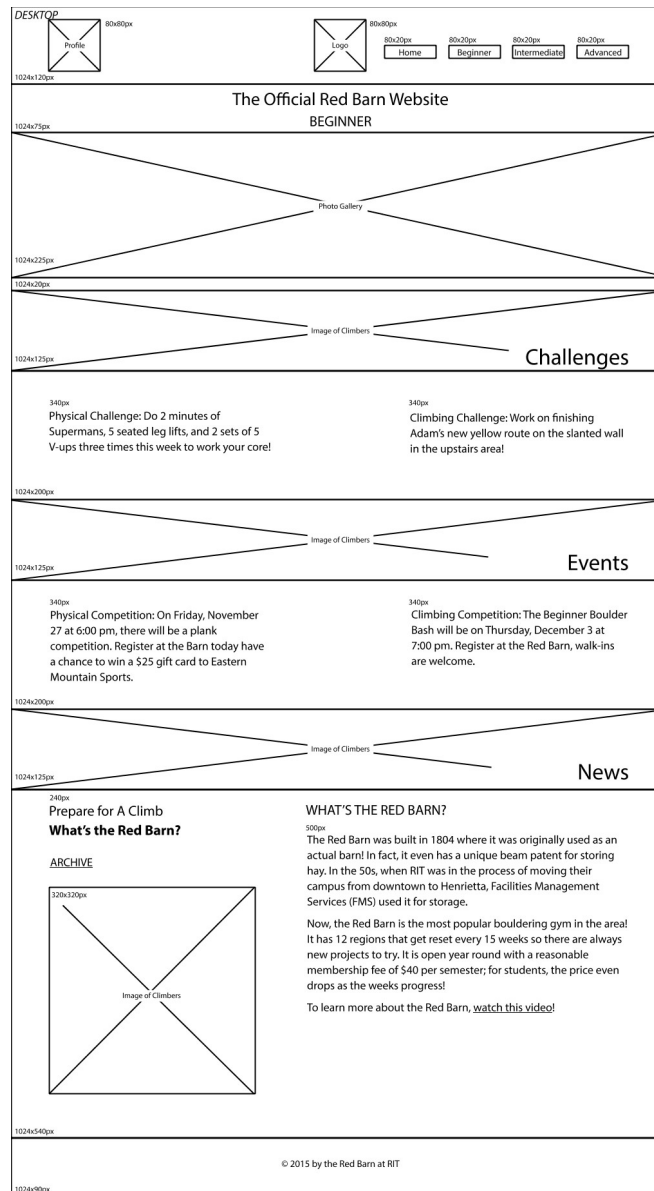 DESKTOP
80x80px
Profile
80x80px
Logo
80x20px
Home
80x20px
Beginner
80x20px
Intermediate
80x20px
Advanced
1024x120px
The Official Red Barn Website
BEGINNER
1024x75px
Photo Gallery
1024x225px
1024x20px
Image of Climbers
1024x125px
Challenges
340px
Physical Challenge: Do 2 minutes of
Supermans, 5 seated leg lifts, and 2 sets of 5
V-ups three times this week to work your core!
340px
Climbing Challenge: Work on finishing
Adam's new yellow route on the slanted wall
in the upstairs area!
1024x200px
Image of Climbers
1024x125px
Events
340px
Physical Competition: On Friday, November
27 at 6:00 pm, there will be a plank
competition. Register at the Barn today have
a chance to win a $25 gift card to Eastern
Mountain Sports.
340px
Climbing Competition: The Beginner Boulder
Bash will be on Thursday, December 3 at
7:00 pm. Register at the Red Barn, walk-ins
are welcome.
1024x200px
Image of Climbers
1024x125px
News
240px
Prepare for A Climb
What's the Red Barn?
ARCHIVE
320x320px
Image of Climbers
WHAT'S THE RED BARN?
500px
The Red Barn was built in 1804 where it was originally used as an
actual barn! In fact, it even has a unique beam patent for storing
hay. In the 50s, when RIT was in the process of moving their
campus from downtown to Henrietta, Facilities Management
Services (FMS) used it for storage.
Now, the Red Barn is the most popular bouldering gym in the area!
It has 12 regions that get reset every 15 weeks so there are always
new projects to try. It is open year round with a reasonable
membership fee of $40 per semester; for students, the price even
drops as the weeks progress!
To learn more about the Red Barn, watch this video!
1024x540px
© 2015 by the Red Barn at RIT
1024x90px